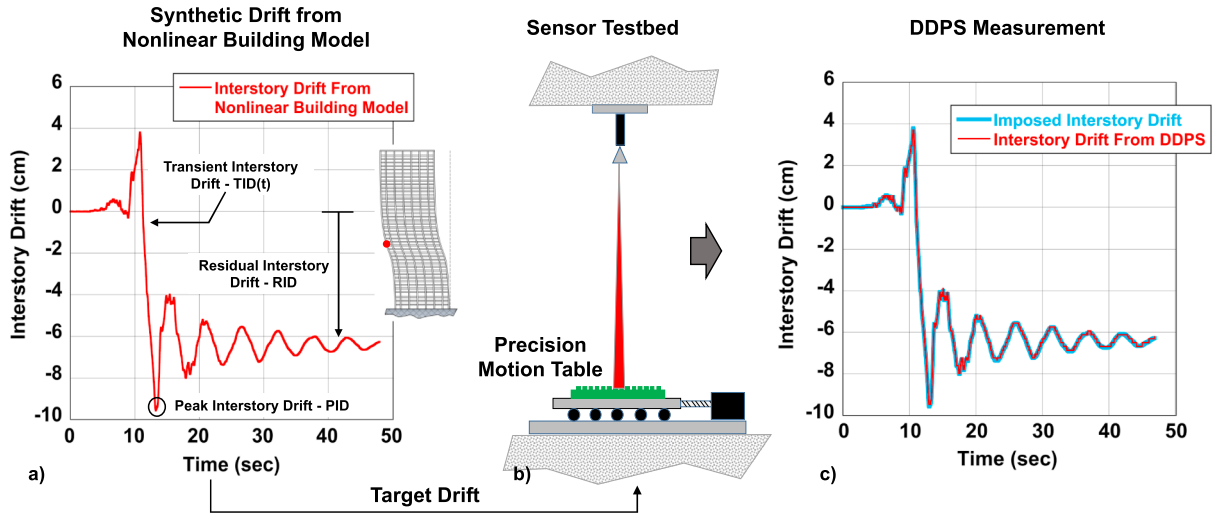 Synthetic Drift from
Nonlinear Building Model
Interstory Drift From
Nonlinear Building Model
Interstory Drift (cm)
6
4
2
0
-2
-4
-6
-8
-10
Transient Interstory
Drift - TID(t)
Residual Interstory
Drift - RID
Peak Interstory Drift - PID
0
10
20
30
40
50
Time (sec)
a)
Target Drift
Sensor Testbed
Precision
Motion Table
b)
DDPS Measurement
Imposed Interstory Drift
Interstory Drift From DDPS
Interstory Drift (cm)
6
4
2
0
-2
-4
-6
-8
-10
0
10
20
30
40
50
Time (sec)
c)